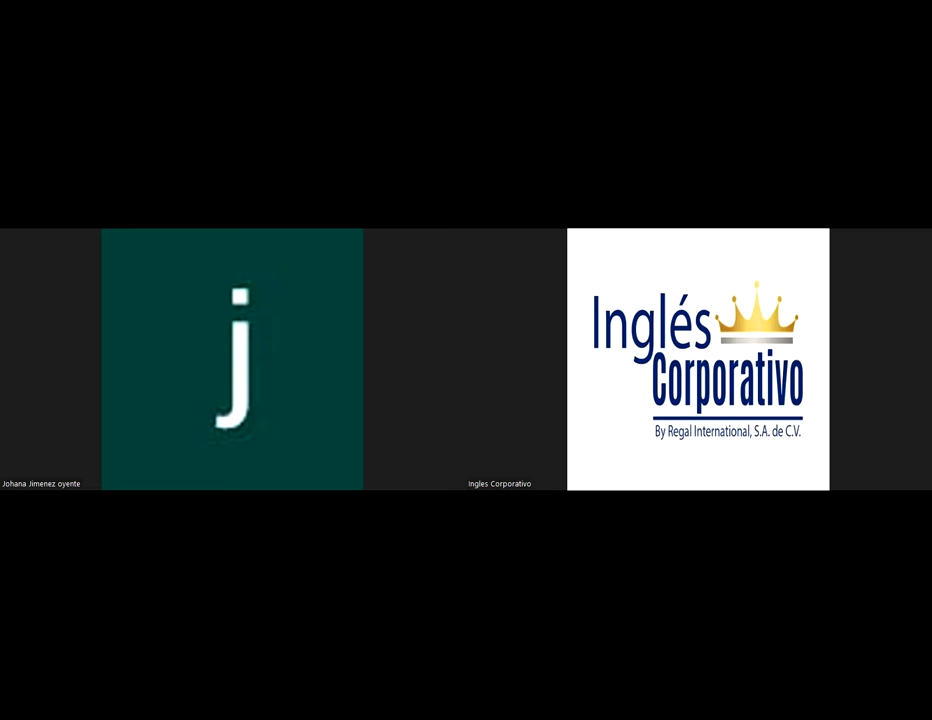 j
Johana Jimenez oyente
Inglés
Corporativo
By Regal International, S.A. de C.V.
Ingles Corporativo